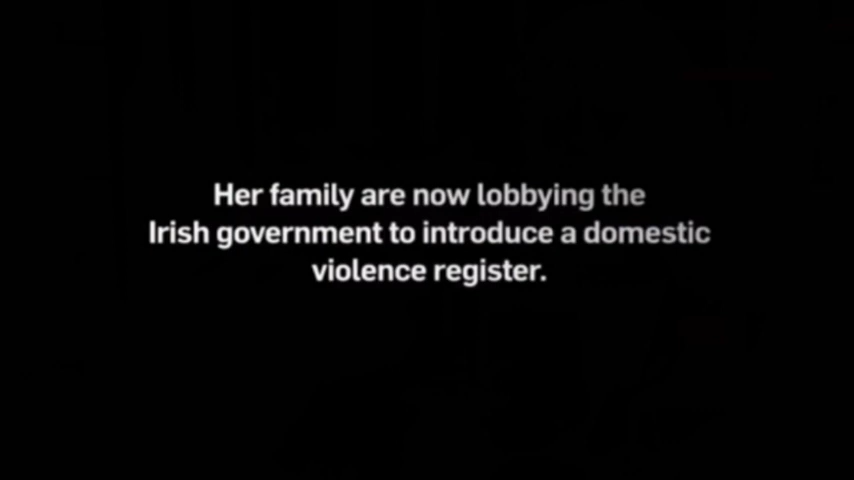 Her family are now lobbying the
Irish government to introduce a domestic
violence register.